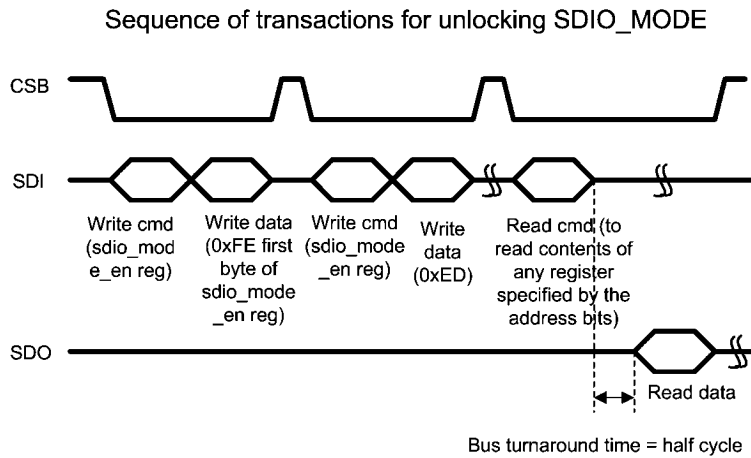 Sequence of transactions for unlocking SDIO_MODE
CSB
SDI
Write cmd
(sdio_mod
e_en reg)
Write data
(0xFE first
byte of
sdio_mode
_en reg)
Write cmd
(sdio_mode
_en reg)
Write
data
(0xED)
Read cmd (to
read contents of
any register
specified by the
address bits)
SDO
Read data
Bus turnaround time = half cycle